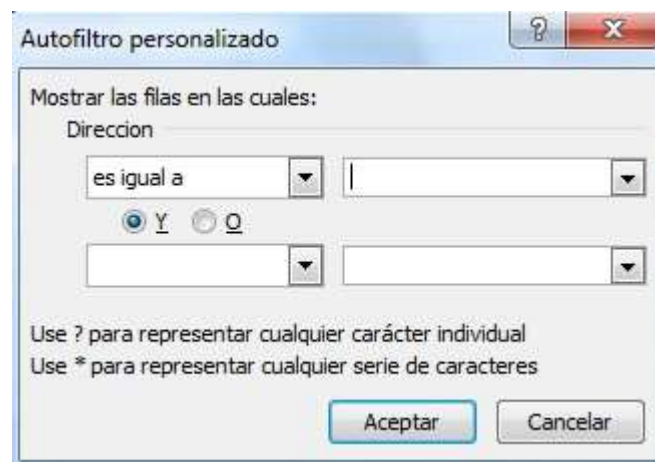 Autofiltro personalizado ? X
Mostrar las filas en las cuales:
Direccion
es igual a
Y O
Use ? para representar cualquier carácter individual
Use * para representar cualquier serie de caracteres
Aceptar Cancelar